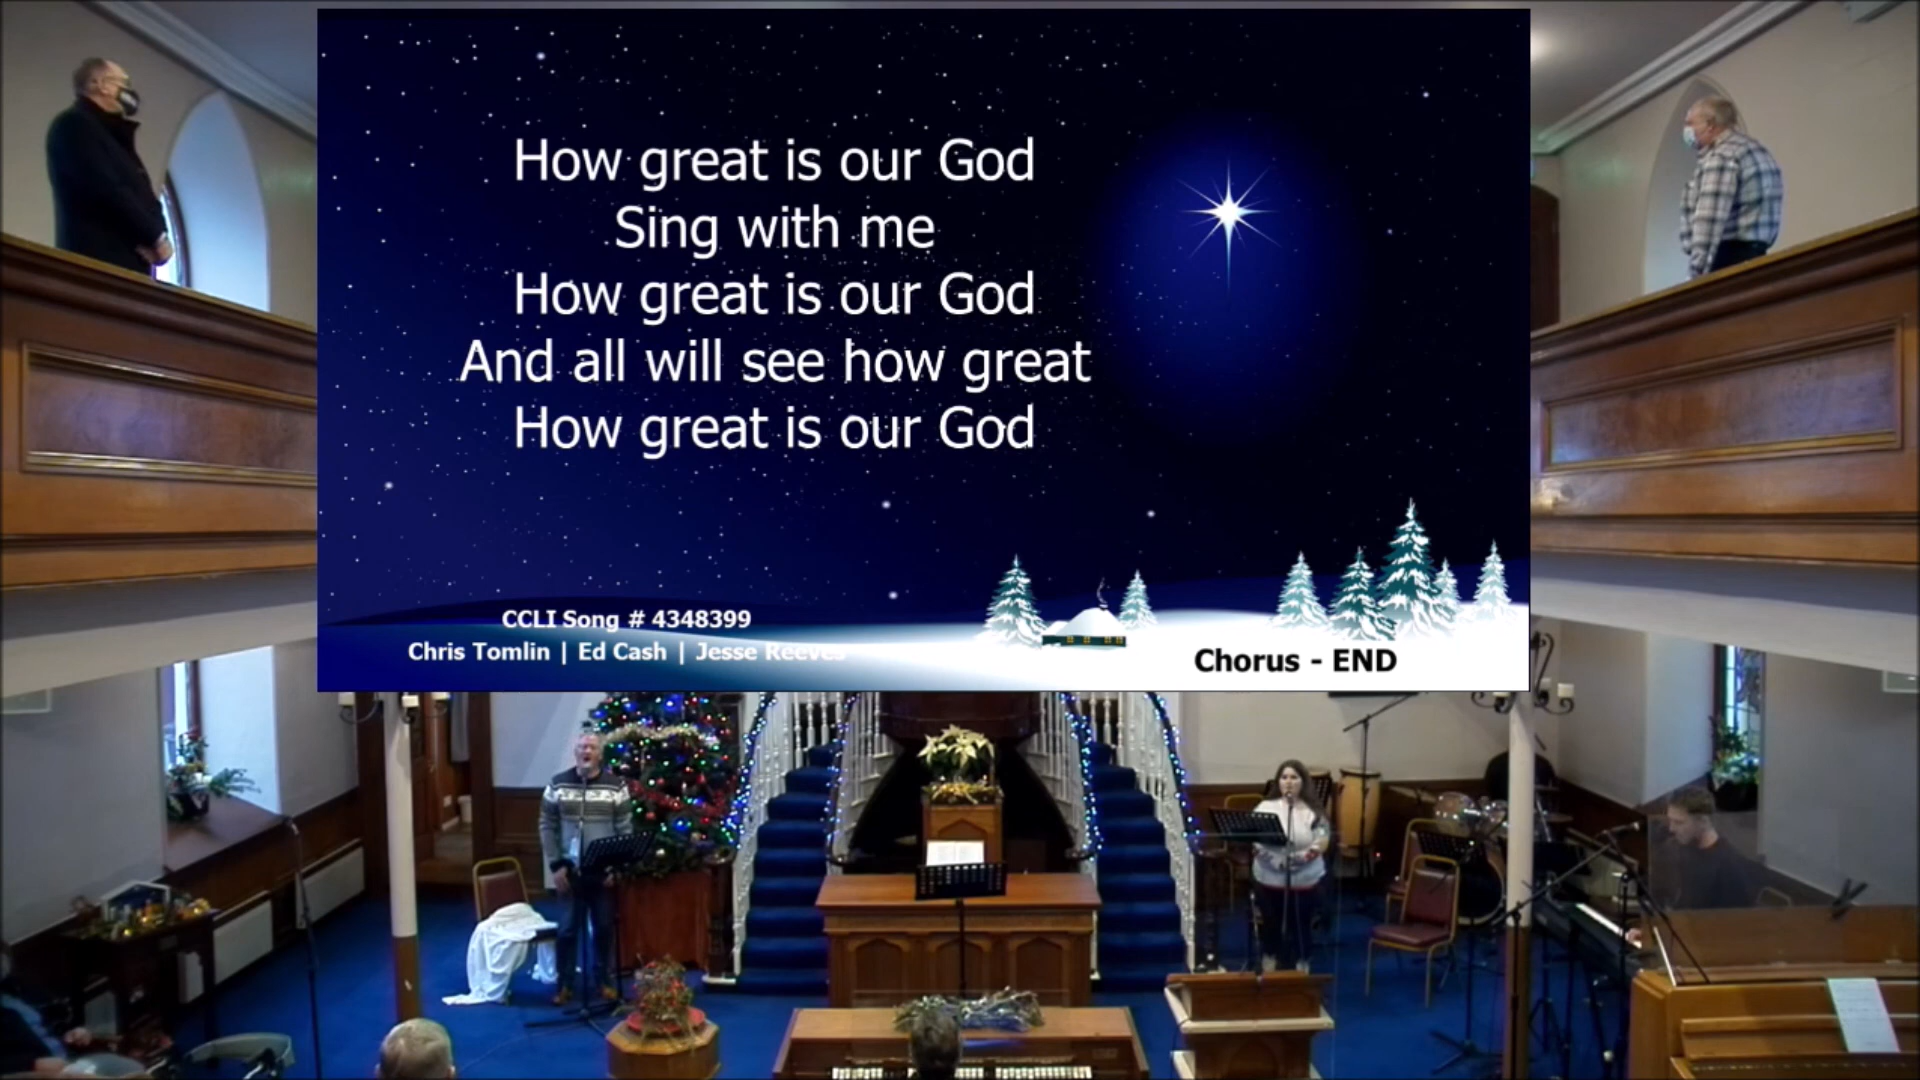 How great is our God
Sing with me
How great is our God
And all will see how great
How great is our God
CCLI Song # 4348399
Chris Tomlin | Ed Cash | Jesse Reeves
Chorus - END